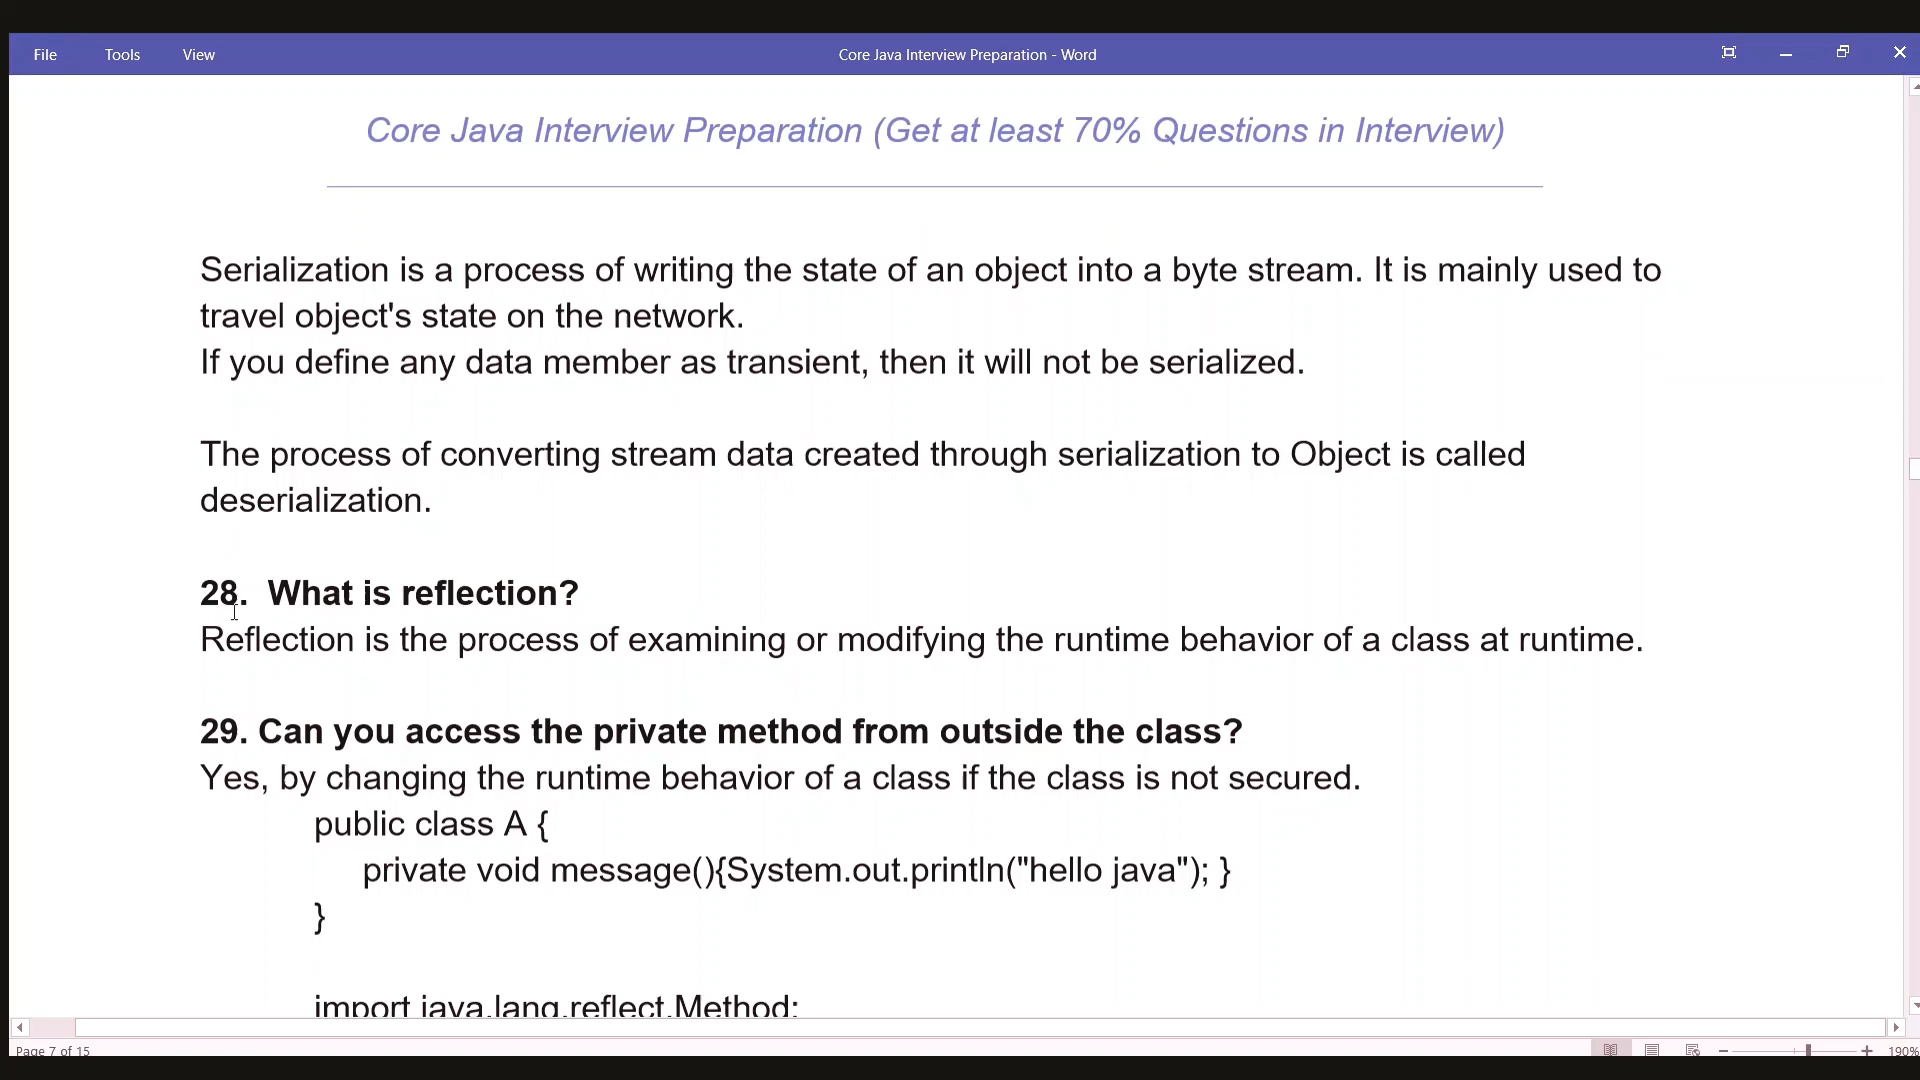 File Tools View Core Java Interview Preparation - Word
Core Java Interview Preparation (Get at least 70% Questions in Interview)
Serialization is a process of writing the state of an object into a byte stream. It is mainly used to
travel object's state on the network.
If you define any data member as transient, then it will not be serialized.
The process of converting stream data created through serialization to Object is called
deserialization.
28. What is reflection?
Reflection is the process of examining or modifying the runtime behavior of a class at runtime.
29. Can you access the private method from outside the class?
Yes, by changing the runtime behavior of a class if the class is not secured.
public class A {
private void message(){System.out.println("hello java"); }
}
import java.lang.reflect.Method;
Page 7 of 15 190%